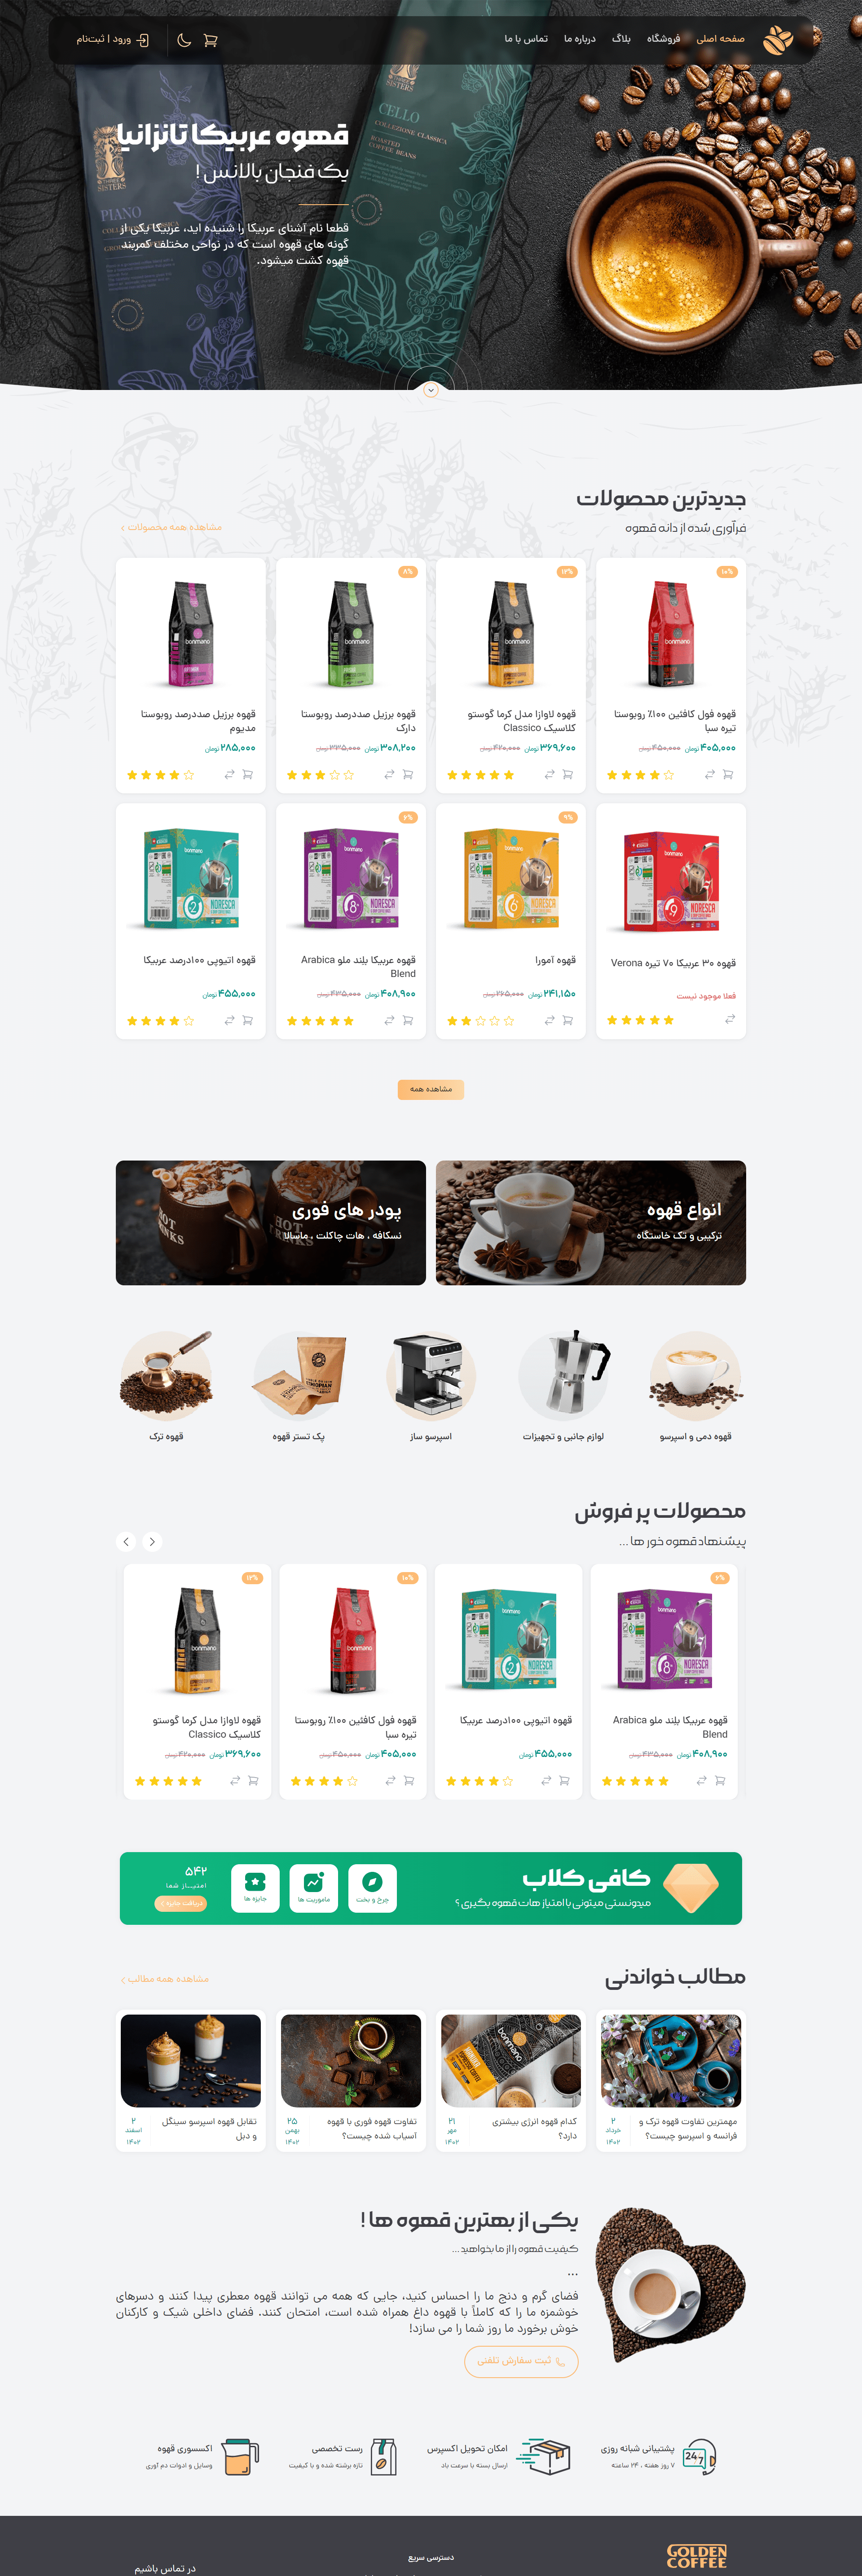 صفحه اصلی
فروشگاه
بلاگ
درباره ما
تماس با ما
ورود | ثبت‌نام
قهوه عربیکا تانزانیا
یک فنجان بالانس !
قطعا نام آشنای عربیکا را شنیده اید، عربیکا یکی از
گونه های قهوه است که در نواحی مختلف کمربند
قهوه کشت میشود.
THREE SISTERS
PIANO
CELLO
COLLEZIONE CLASSICA
ROASTED
COFFEE BEANS
جدیدترین محصولات
فرآوری شده از دانه قهوه
مشاهده همه محصولات
۱۰%
قهوه فول کافئین ۱۰۰٪ روبوستا
تیره سبا
۴۰۵,۰۰۰ تومان ۴۵۰,۰۰۰ تومان
۱۲%
قهوه لاوازا مدل کرما گوستو
کلاسیک Classico
۳۶۹,۶۰۰ تومان ۴۲۰,۰۰۰ تومان
۸%
قهوه برزیل صددرصد روبوستا
دارک
۳۰۸,۲۰۰ تومان ۳۳۵,۰۰۰ تومان
قهوه برزیل صددرصد روبوستا
مدیوم
۲۸۵,۰۰۰ تومان
قهوه ۳۰ عربیکا ۷۰ تیره Verona
فعلا موجود نیست
۹%
قهوه آمورا
۲۴۱,۱۵۰ تومان ۲۶۵,۰۰۰ تومان
۶%
قهوه عربیکا بلند ملو Arabica
Blend
۴۰۸,۹۰۰ تومان ۴۳۵,۰۰۰ تومان
قهوه اتیوپی ۱۰۰درصد عربیکا
۴۵۵,۰۰۰ تومان
مشاهده همه
انواع قهوه
ترکیبی و تک خاستگاه
پودر های فوری
نسکافه ، هات چاکلت ، ماسالا
قهوه دمی و اسپرسو
لوازم جانبی و تجهیزات
اسپرسو ساز
پک تستر قهوه
قهوه ترک
محصولات پر فروش
پیشنهاد قهوه خور ها ...
۶%
قهوه عربیکا بلند ملو Arabica
Blend
۴۰۸,۹۰۰ تومان ۴۳۵,۰۰۰ تومان
قهوه اتیوپی ۱۰۰درصد عربیکا
۴۵۵,۰۰۰ تومان
۱۰%
قهوه فول کافئین ۱۰۰٪ روبوستا
تیره سبا
۴۰۵,۰۰۰ تومان ۴۵۰,۰۰۰ تومان
۱۲%
قهوه لاوازا مدل کرما گوستو
کلاسیک Classico
۳۶۹,۶۰۰ تومان ۴۲۰,۰۰۰ تومان
کافی کلاب
میدونستی میتونی با امتیاز هات قهوه بگیری ؟
چرخ و بخت
ماموریت ها
جایزه ها
۵۴۲
امتیـــاز شما
دریافت جایزه
مطالب خواندنی
مشاهده همه مطالب
مهمترین تفاوت قهوه ترک و
فرانسه و اسپرسو چیست؟
۲
خرداد
۱۴۰۲
کدام قهوه انرژی بیشتری
دارد؟
۲۱
مهر
۱۴۰۲
تفاوت قهوه فوری با قهوه
آسیاب شده چیست؟
۲۵
بهمن
۱۴۰۲
تقابل قهوه اسپرسو سینگل
و دبل
۲
اسفند
۱۴۰۲
یکی از بهترین قهوه ها !
کیفیت قهوه را از ما بخواهید ...
...
فضای گرم و دنج ما را احساس کنید، جایی که همه می توانند قهوه معطری پیدا کنند و دسرهای
خوشمزه ما را که کاملاً با قهوه داغ همراه شده است، امتحان کنند. فضای داخلی شیک و کارکنان
خوش برخورد ما روز شما را می سازد!
ثبت سفارش تلفنی
پشتیبانی شبانه روزی
۷ روز هفته ، ۲۴ ساعته
امکان تحویل اکسپرس
ارسال بسته با سرعت باد
رست تخصصی
تازه برشته شده و با کیفیت
اکسسوری قهوه
وسایل و ادوات دم آوری
GOLDEN
COFFEE
دسترسی سریع
در تماس باشیم